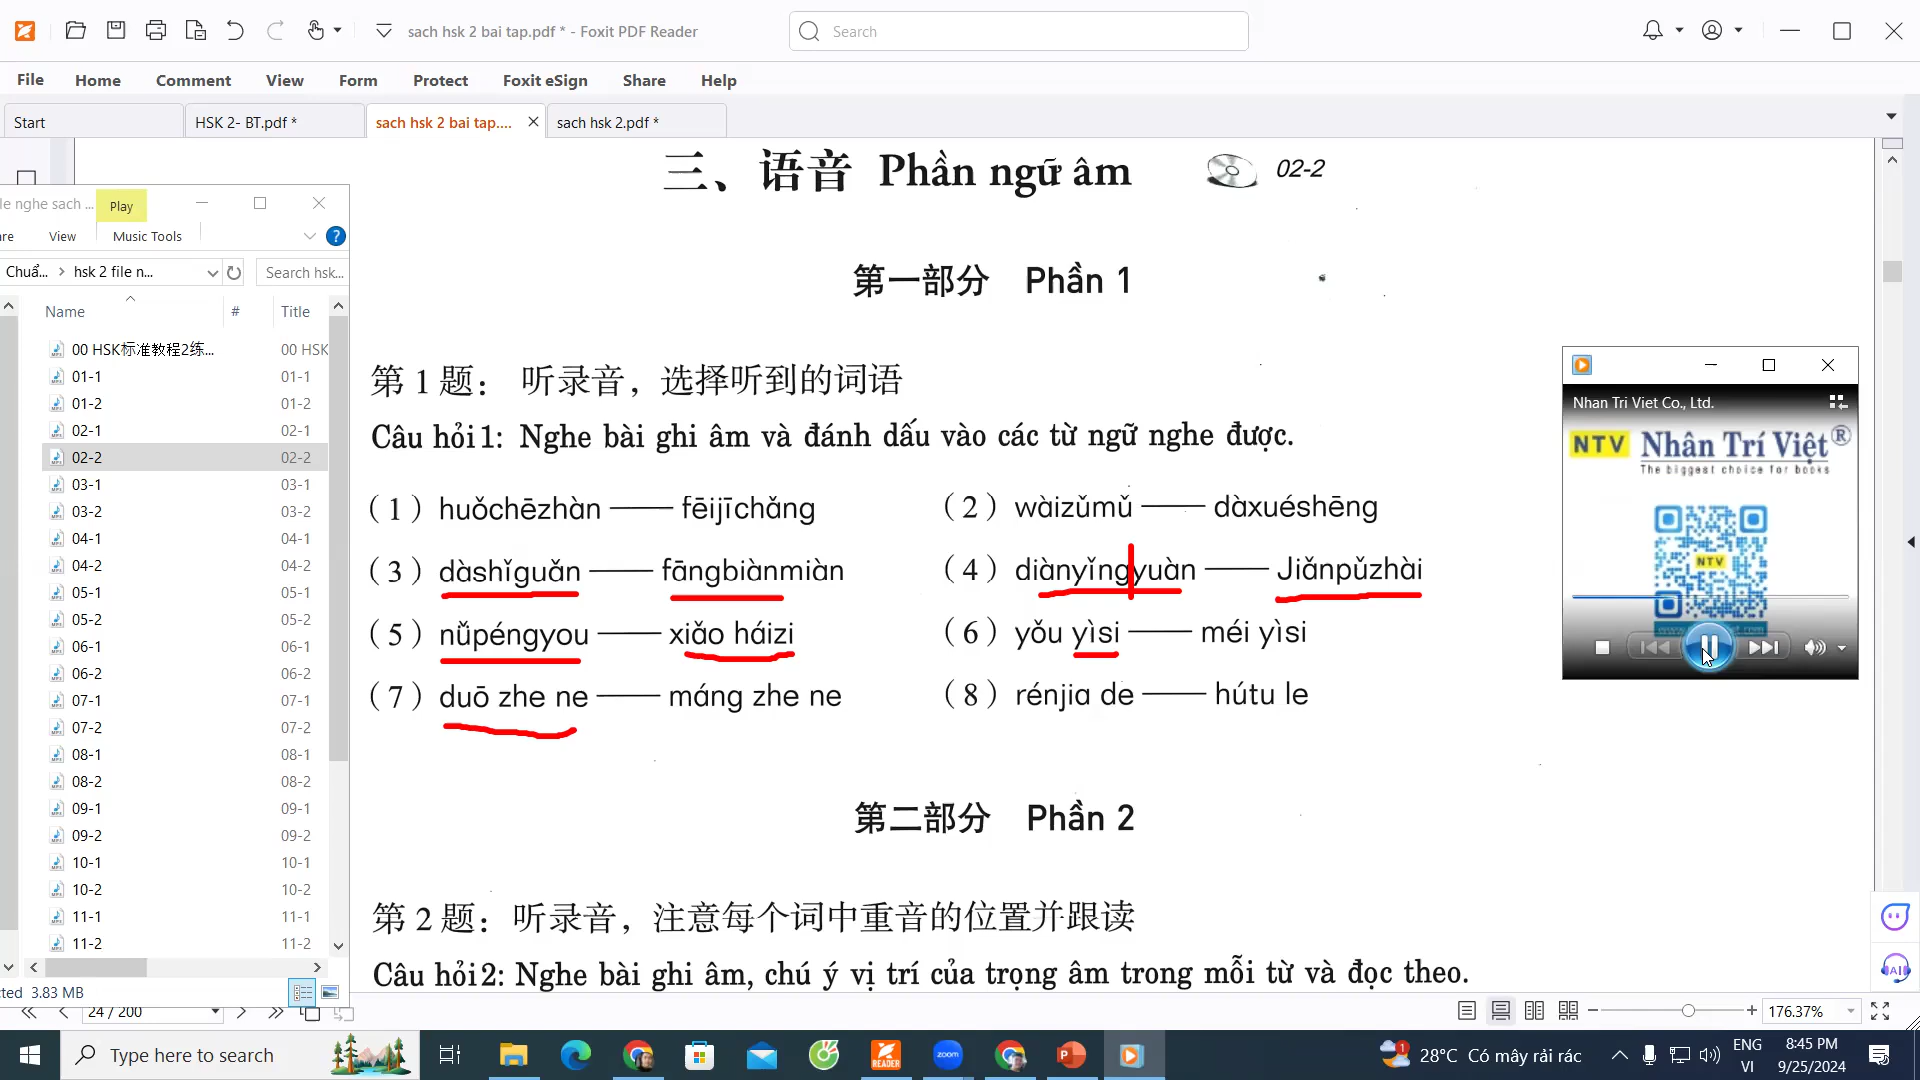 sach hsk 2 bai tap.pdf * - Foxit PDF Reader
Search
File Home Comment View Form Protect Foxit eSign Share Help
Start
HSK 2- BT.pdf *
sach hsk 2 bai tap....
sach hsk 2.pdf *
三、语音 Phần ngữ âm 02-2
第一部分 Phần 1
第1题： 听录音，选择听到的词语
Câu hỏi 1: Nghe bài ghi âm và đánh dấu vào các từ ngữ nghe được.
（1）huǒchēzhàn —— fēijīchǎng
（2）wàizǔmǔ —— dàxuéshēng
（3）dàshǐguǎn —— fāngbiànmiàn
（4）diànyǐngyuàn —— Jiǎnpǔzhài
（5）nǚpéngyou —— xiǎo háizi
（6）yǒu yìsi —— méi yìsi
（7）duō zhe ne —— máng zhe ne
（8）rénjia de —— hútu le
第二部分 Phần 2
第2题：听录音，注意每个词中重音的位置并跟读
Câu hỏi 2: Nghe bài ghi âm, chú ý vị trí của trọng âm trong mỗi từ và đọc theo.
le nghe sach ...
Play
re View Music Tools
?
Chuẩ... > hsk 2 file n...
Search hsk...
Name # Title
00 HSK标准教程2练... 00 HSK
01-1 01-1
01-2 01-2
02-1 02-1
02-2 02-2
03-1 03-1
03-2 03-2
04-1 04-1
04-2 04-2
05-1 05-1
05-2 05-2
06-1 06-1
06-2 06-2
07-1 07-1
07-2 07-2
08-1 08-1
08-2 08-2
09-1 09-1
09-2 09-2
10-1 10-1
10-2 10-2
11-1 11-1
11-2 11-2
cted 3.83 MB
Nhan Tri Viet Co., Ltd.
NTV Nhân Trí Việt®
The biggest choice for books
NTV
24 / 200
176.37%
AI
Type here to search
READER
zoom
1
28°C Có mây rải rác
ENG
VI
8:45 PM
9/25/2024